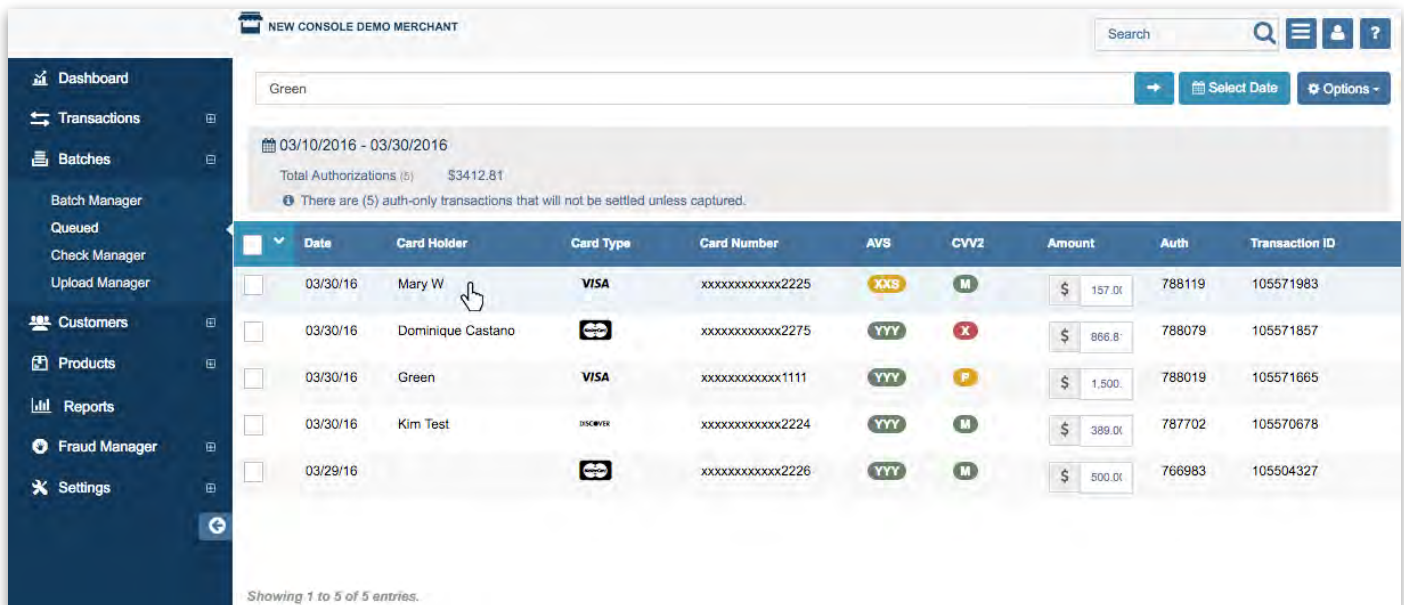 NEW CONSOLE DEMO MERCHANT
Search
?
Dashboard
Transactions
Batches
Batch Manager
Queued
Check Manager
Upload Manager
Customers
Products
Reports
Fraud Manager
Settings
Green
Select Date
Options
03/10/2016 - 03/30/2016
Total Authorizations (5) $3412.81
There are (5) auth-only transactions that will not be settled unless captured.
Date Card Holder Card Type Card Number AVS CVV2 Amount Auth Transaction ID
03/30/16 Mary W VISA xxxxxxxxxxxx2225 XXS M $ 157.00 788119 105571983
03/30/16 Dominique Castano MasterCard xxxxxxxxxxxx2275 YYY X $ 866.8 788079 105571857
03/30/16 Green VISA xxxxxxxxxxxx1111 YYY P $ 1,500. 788019 105571665
03/30/16 Kim Test DISCOVER xxxxxxxxxxxx2224 YYY M $ 389.00 787702 105570678
03/29/16 MasterCard xxxxxxxxxxxx2226 YYY M $ 500.00 766983 105504327
Showing 1 to 5 of 5 entries.